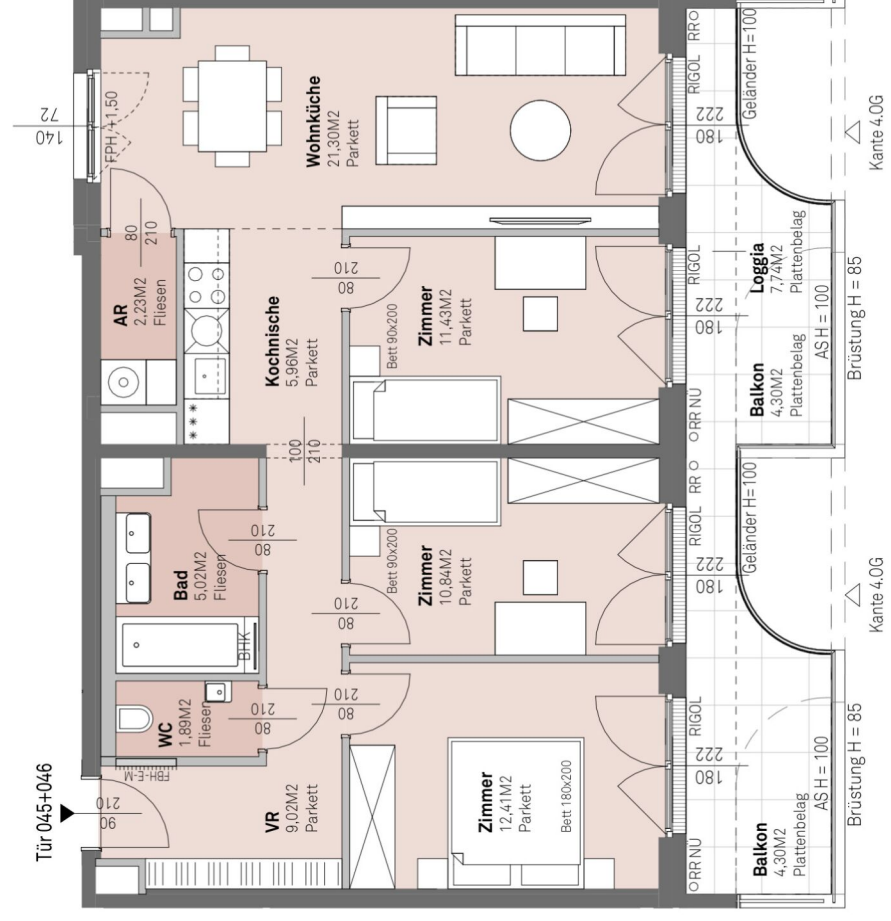 Tür 045+046
90
210
VR
9,02M2
Parkett
FBH-E-M
WC
1,89M2
Fliesen
80
210
Bad
5,02M2
Fliesen
BHK
80
210
80
210
80
210
100
210
Kochnische
5,96M2
Parkett
AR
2,23M2
Fliesen
80
210
FPH +1,50
140
72
Wohnküche
21,30M2
Parkett
80
210
Zimmer
11,43M2
Parkett
Bett 90x200
Zimmer
10,84M2
Parkett
Bett 90x200
Zimmer
12,41M2
Parkett
Bett 180x200
RR NÜ
RIGOL
180
222
RIGOL
180
222
RR
RR NÜ
RIGOL
180
222
RIGOL
180
222
RR
Balkon
4,30M2
Plattenbelag
AS H = 100
Brüstung H = 85
Geländer H=100
Kante 4.OG
Balkon
4,30M2
Plattenbelag
Loggia
7,74M2
Plattenbelag
AS H = 100
Brüstung H = 85
Geländer H=100
Kante 4.OG